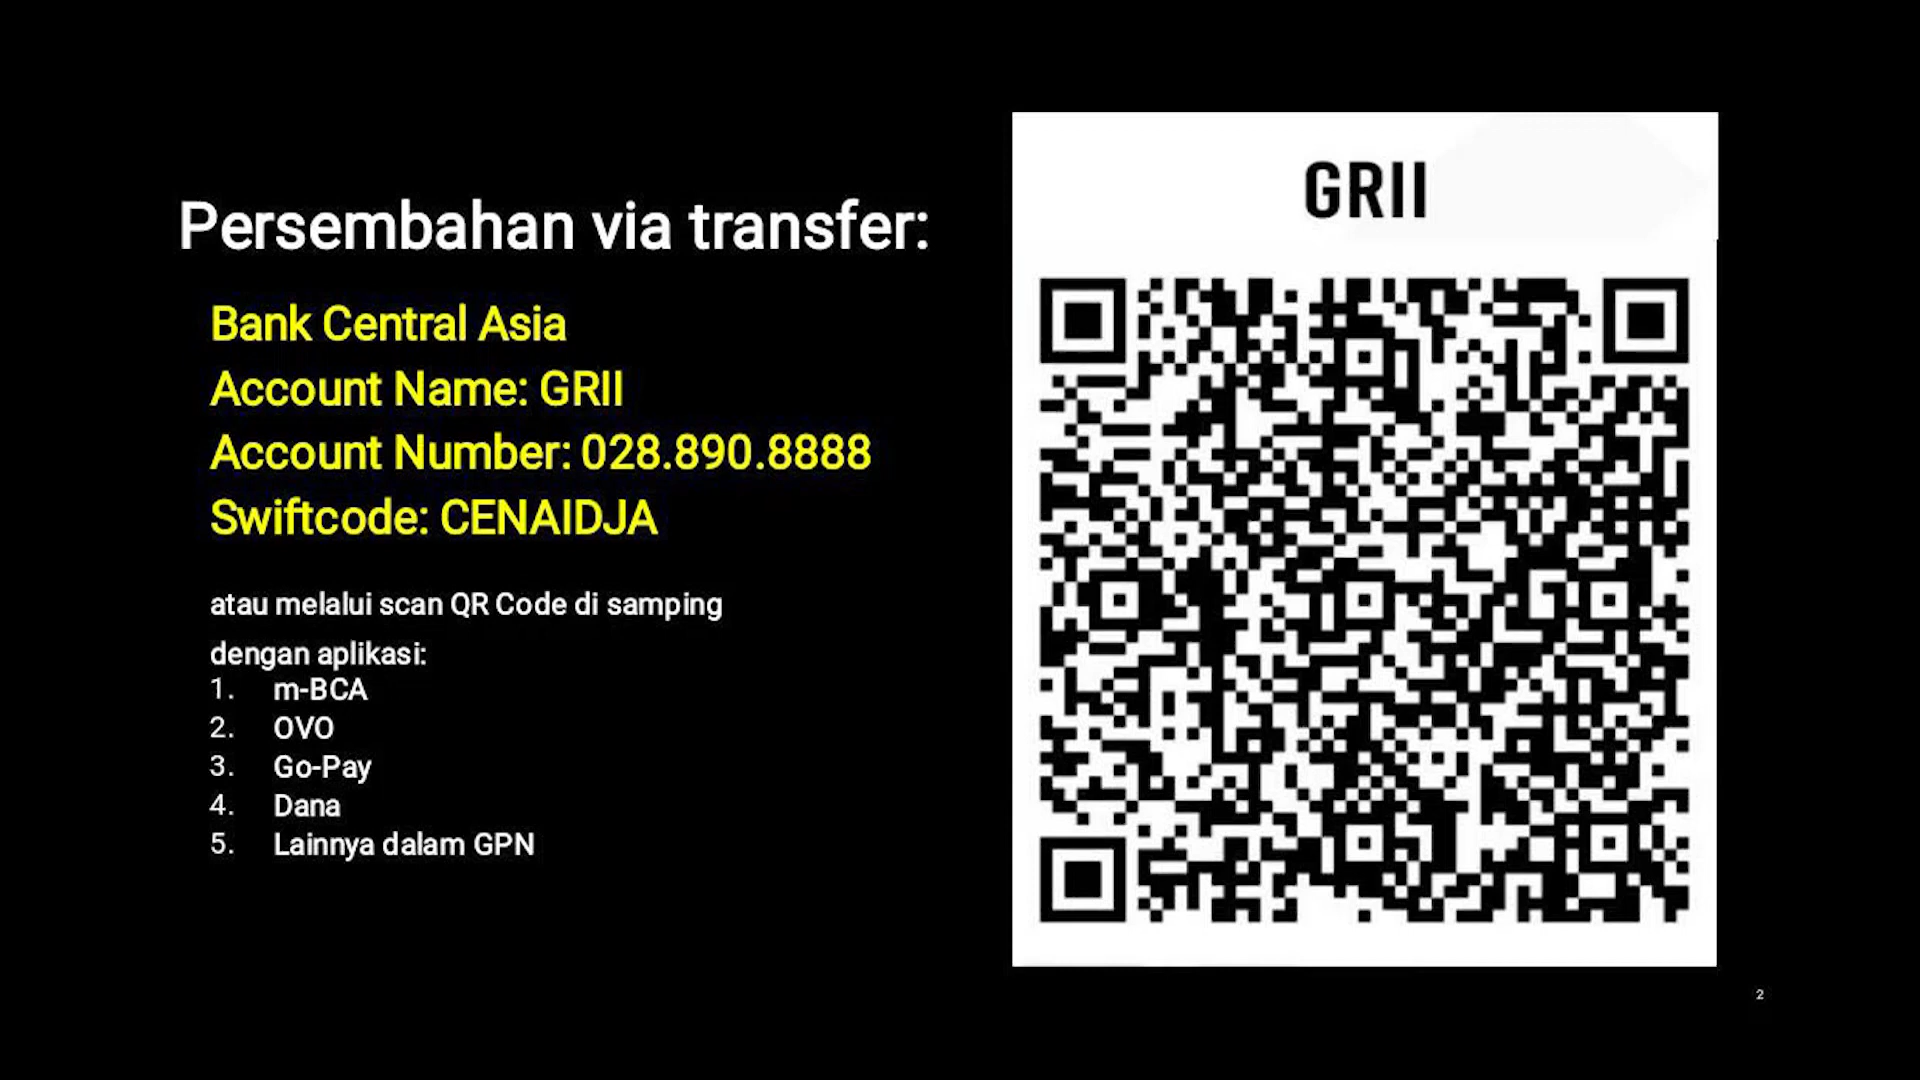 Persembahan via transfer:
Bank Central Asia
Account Name: GRII
Account Number: 028.890.8888
Swiftcode: CENAIDJA
atau melalui scan QR Code di samping
dengan aplikasi:
1. m-BCA
2. OVO
3. Go-Pay
4. Dana
5. Lainnya dalam GPN
GRII
2